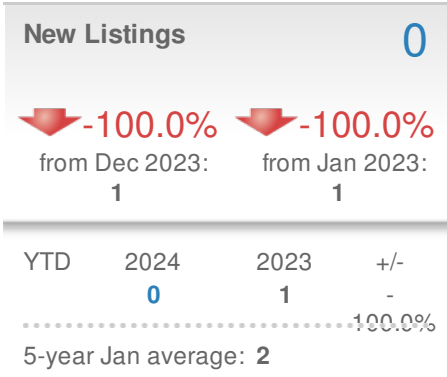 New Listings 0
-100.0% -100.0%
from Dec 2023: from Jan 2023:
1 1
YTD 2024 2023 +/-
0 1 -
100.0%
5-year Jan average: 2